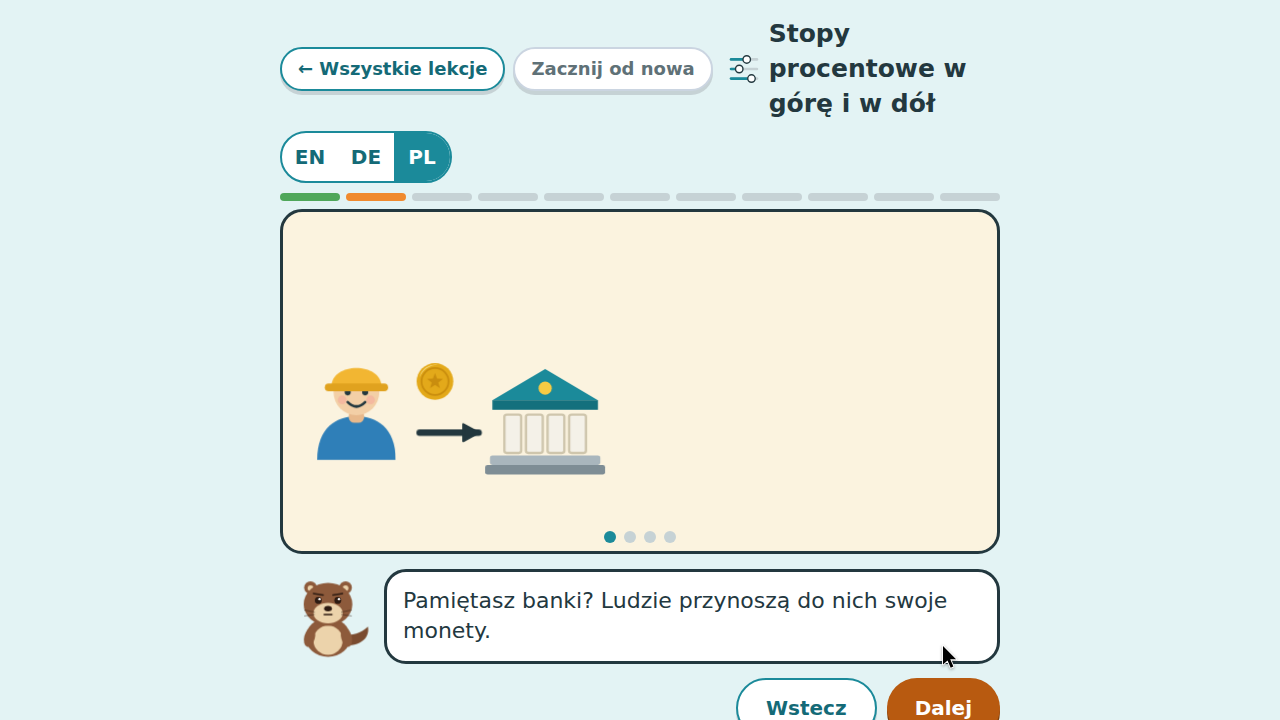 ← Wszystkie lekcje
Zacznij od nowa
Stopy
procentowe w
górę i w dół
EN DE PL
Pamiętasz banki? Ludzie przynoszą do nich swoje
monety.
Wstecz
Dalej